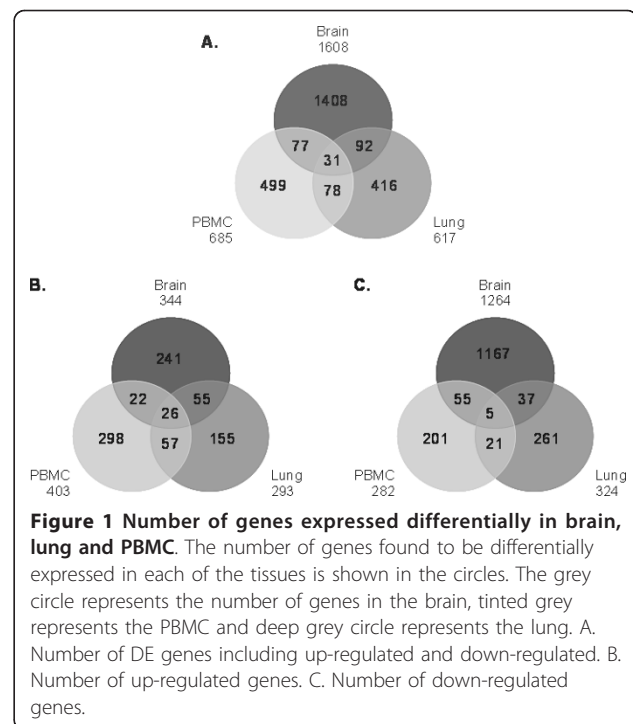 A.
Brain
1608
1408
77
92
31
499
78
416
PBMC
685
Lung
617
B.
Brain
344
241
22
55
26
298
57
155
PBMC
403
Lung
293
C.
Brain
1264
1167
55
37
5
201
21
261
PBMC
282
Lung
324
Figure 1 Number of genes expressed differentially in brain,
lung and PBMC. The number of genes found to be differentially
expressed in each of the tissues is shown in the circles. The grey
circle represents the number of genes in the brain, tinted grey
represents the PBMC and deep grey circle represents the lung. A.
Number of DE genes including up-regulated and down-regulated. B.
Number of up-regulated genes. C. Number of down-regulated
genes.